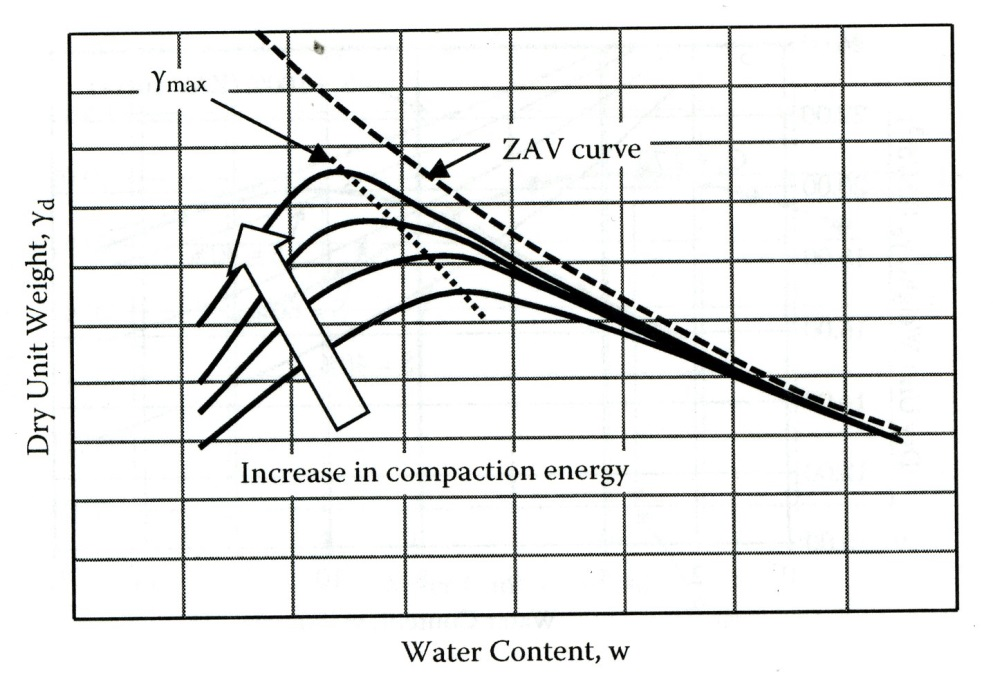 γmax
ZAV curve
Dry Unit Weight, γd
Increase in compaction energy
Water Content, w